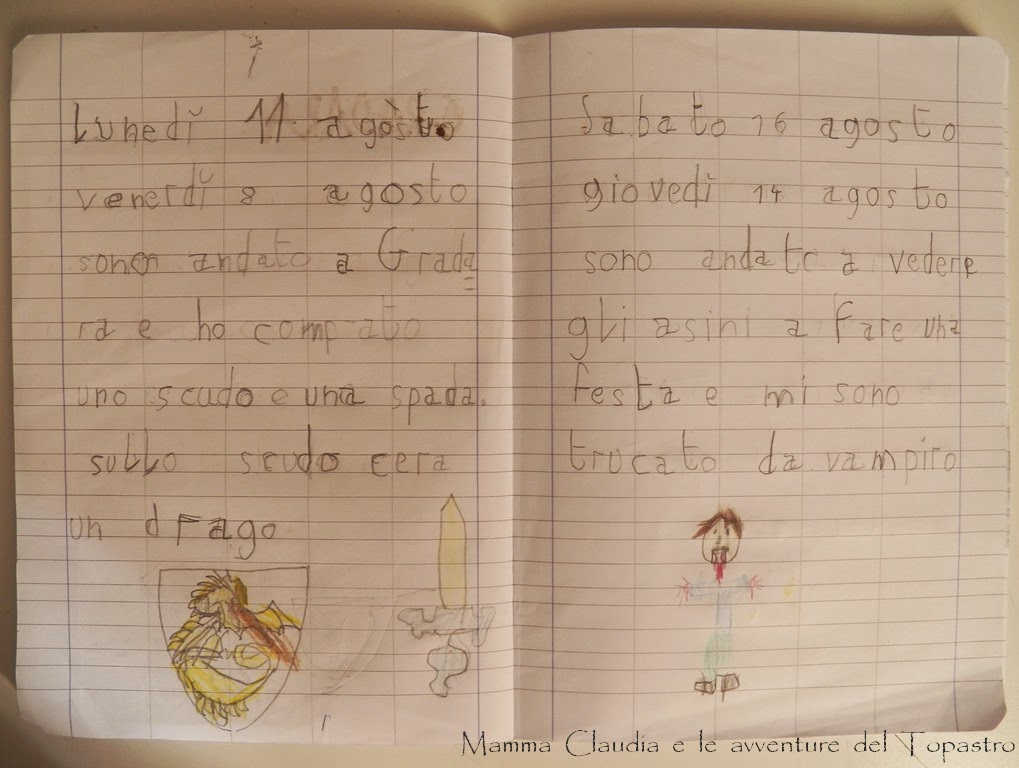 Lunedì 11 agosto
venerdì 8 agosto
sono andato a Grada
ra e ho comprato
uno scudo e una spada.
sullo scudo cera
un drago
Sabato 16 agosto
giovedì 14 agosto
sono andato a vedere
gli asini a fare una
festa e mi sono
trucato da vampiro
Mamma Claudia e le avventure del Topastro